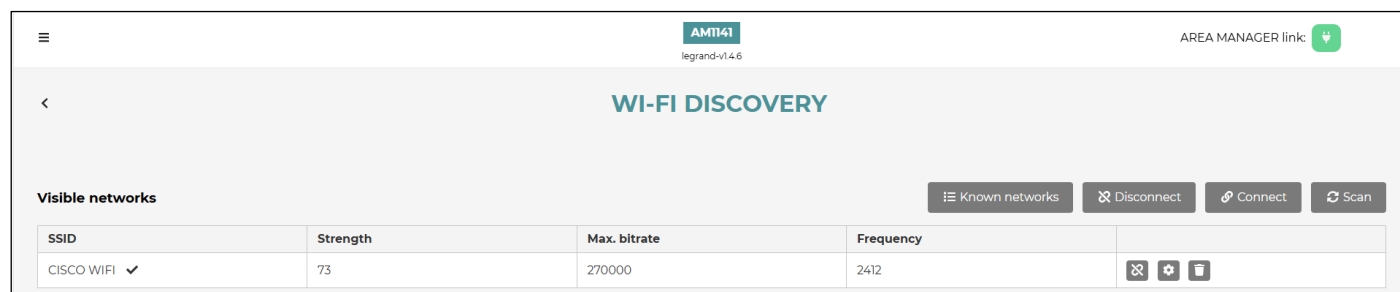 AM1141
AREA MANAGER link:
legrand-v1.4.6
WI-FI DISCOVERY
Visible networks
Known networks
Disconnect
Connect
Scan
SSID Strength Max. bitrate Frequency
CISCO WIFI 73 270000 2412